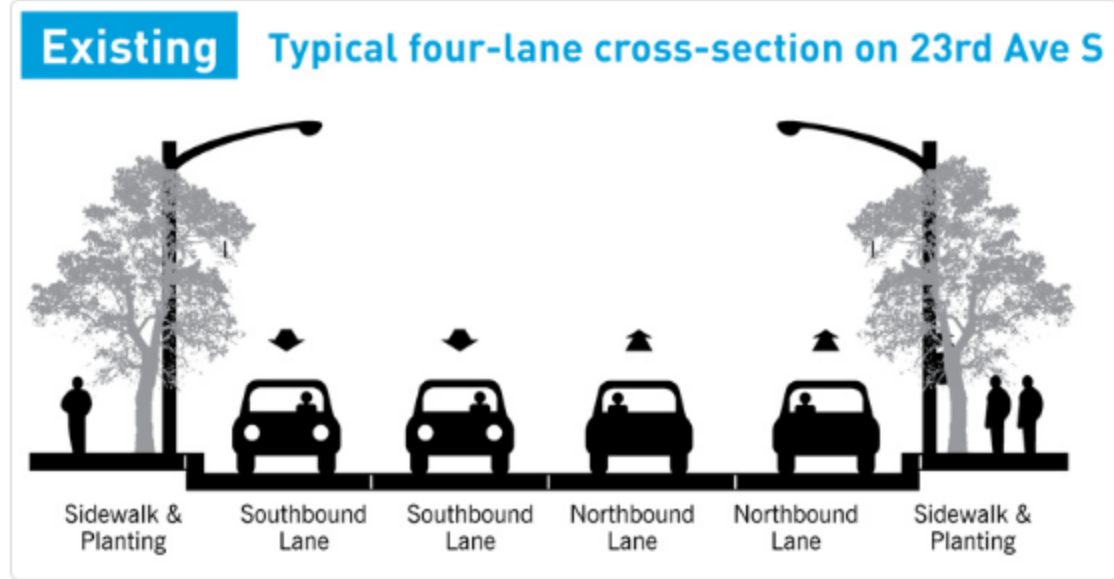 Existing Typical four-lane cross-section on 23rd Ave S
Sidewalk &
Planting
Southbound
Lane
Southbound
Lane
Northbound
Lane
Northbound
Lane
Sidewalk &
Planting